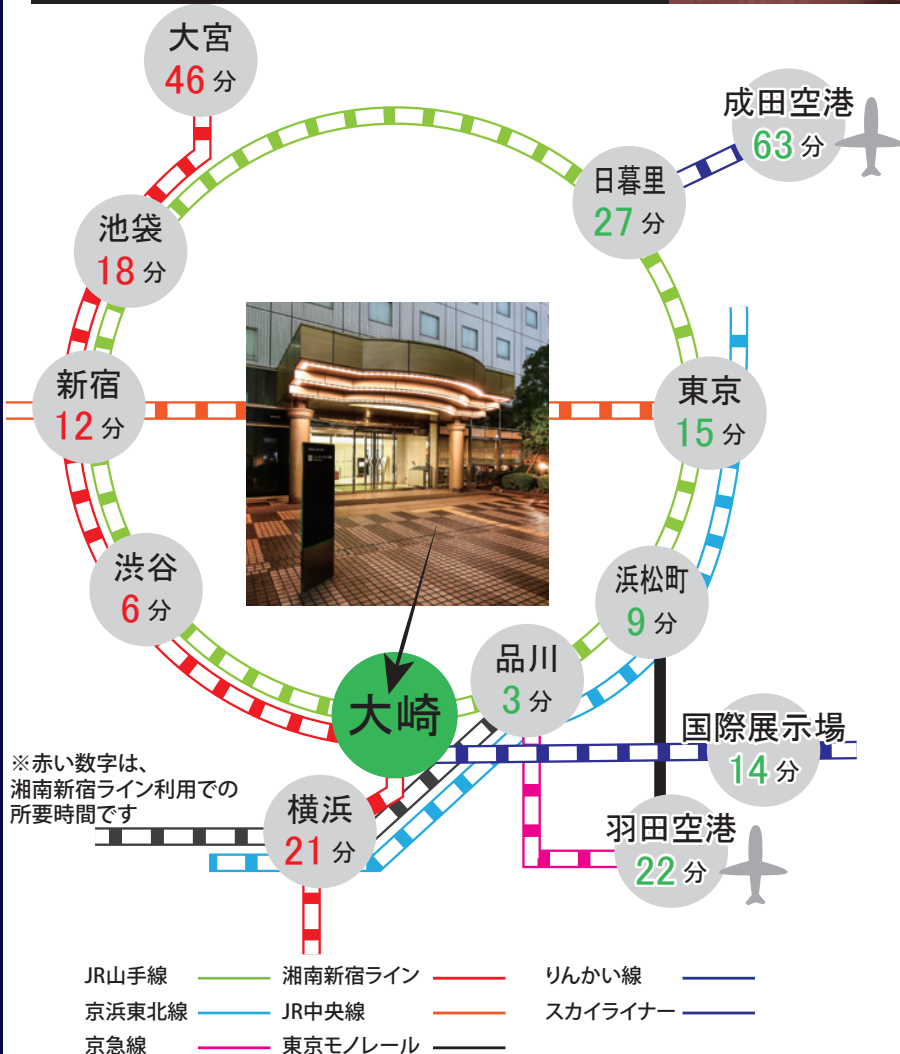 大宮
46 分
成田空港
63 分
日暮里
27 分
池袋
18 分
新宿
12 分
東京
15 分
渋谷
6 分
浜松町
9 分
品川
3 分
大崎
国際展示場
14 分
※赤い数字は、
湘南新宿ライン利用での
所要時間です
横浜
21 分
羽田空港
22 分
JR山手線
湘南新宿ライン
りんかい線
京浜東北線
JR中央線
スカイライナー
京急線
東京モノレール